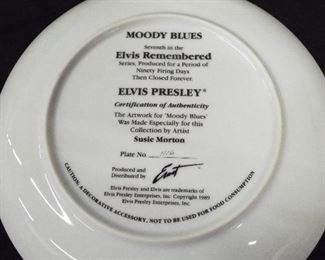 MOODY BLUES
Seventh in the
Elvis Remembered
Series, Produced for a Period of
Ninety Firing Days
Then Closed Forever.
ELVIS PRESLEY®
Certification of Authenticity
The Artwork for 'Moody Blues'
Was Made Especially for this
Collection by Artist
Susie Morton
Plate No.
Produced and
Distributed by
Elvis Presley and Elvis are trademarks of
Elvis Presley Enterprises, Inc. Copyright 1989
Elvis Presley Enterprises, Inc.
CAUTION: A DECORATIVE ACCESSORY, NOT TO BE USED FOR FOOD CONSUMPTION